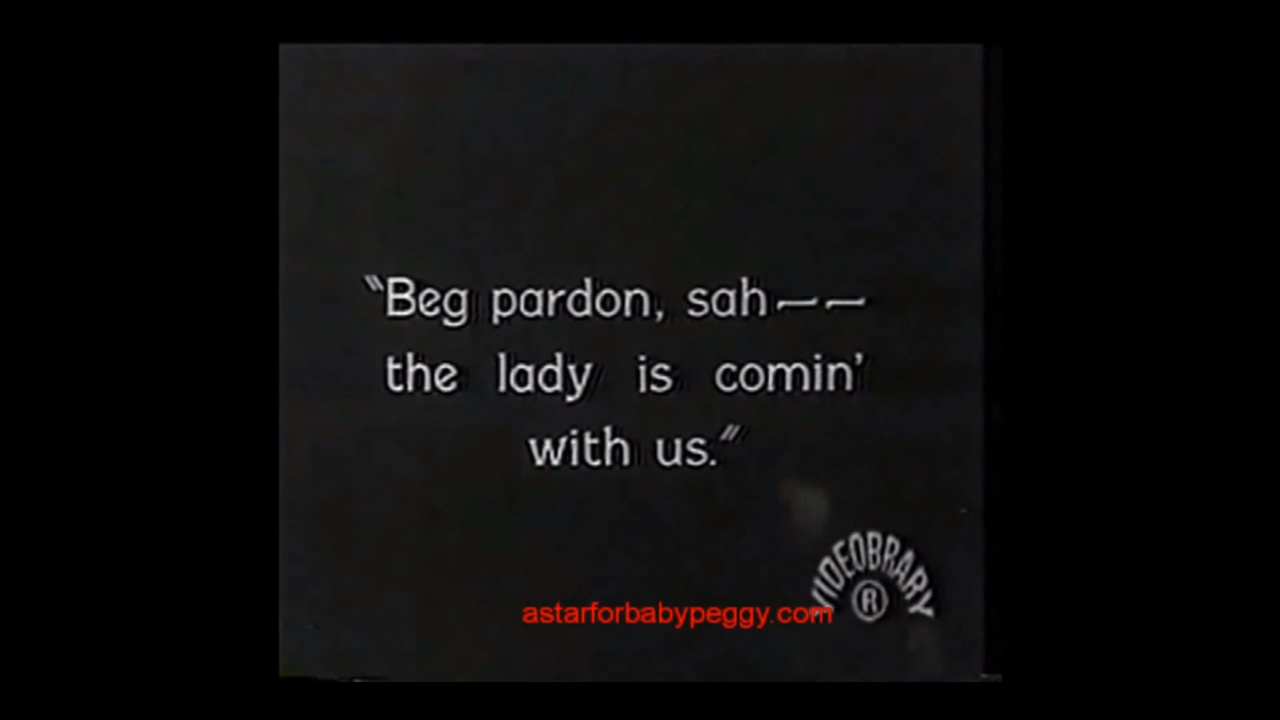 "Beg pardon, sah——
the lady is comin'
with us."
VIDEOBRARY
R
astarforbabypeggy.com